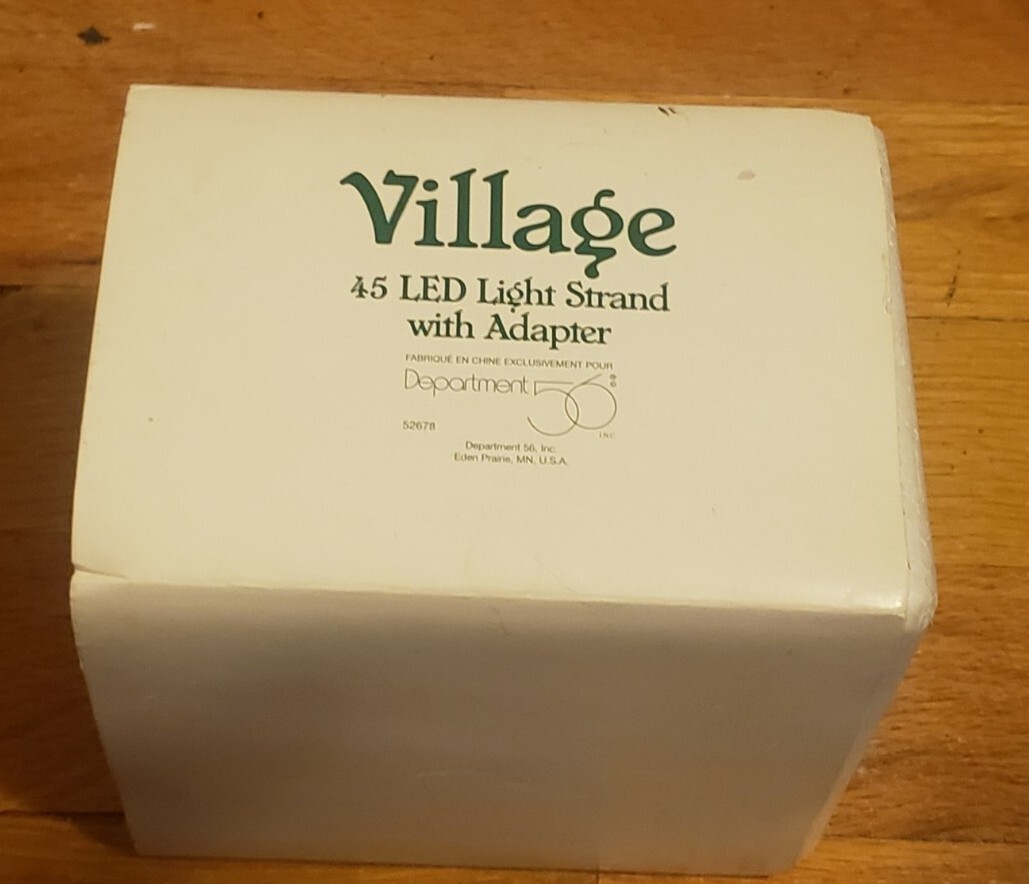 Village
45 LED Light Strand
with Adapter
FABRIQUÉ EN CHINE EXCLUSIVEMENT POUR
Department 56
INC.
52678
Department 56, Inc.
Eden Prairie, MN, U.S.A.